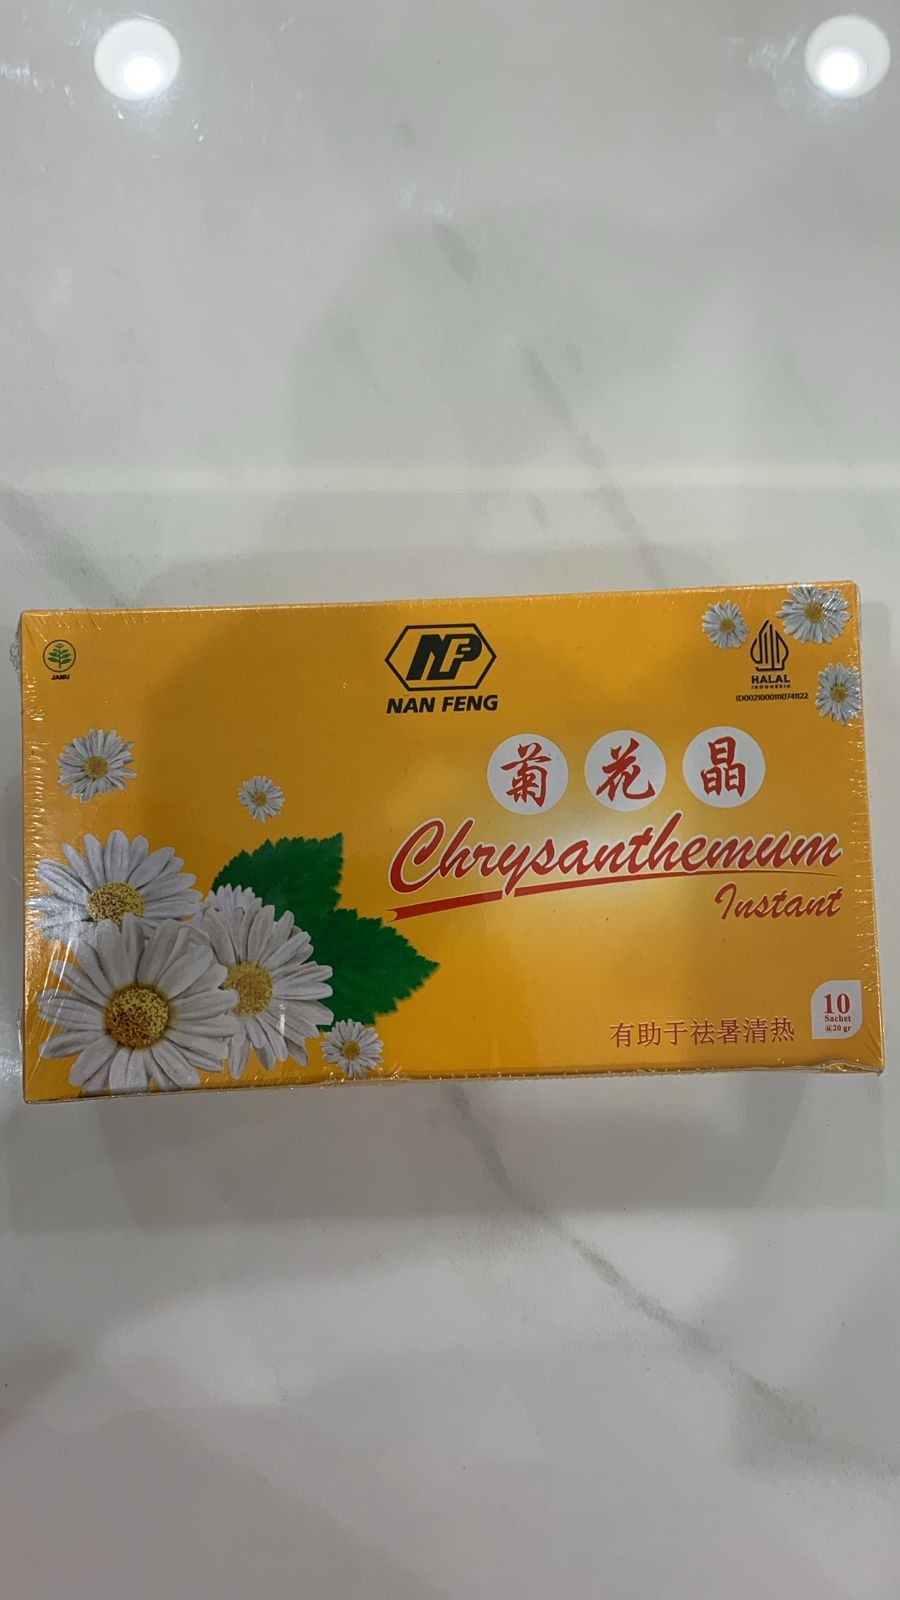 JAMU
NF
NAN FENG
HALAL
INDONESIA
ID00210001110741122
菊花晶
Chrysanthemum
Instant
有助于祛暑清热
10
Sachet
@20 gr